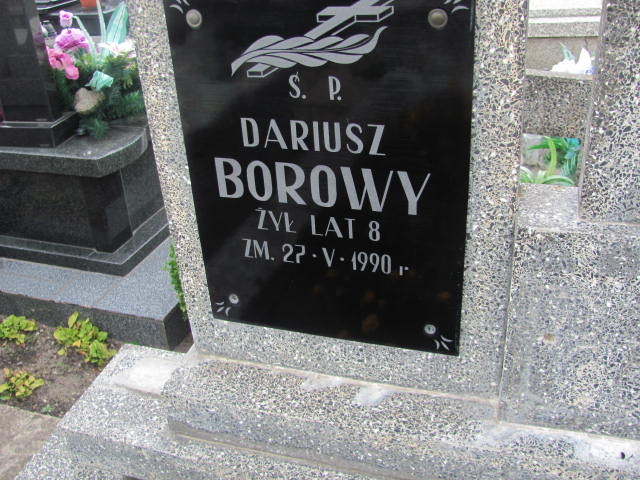 Ś. P.
DARIUSZ
BOROWY
ŻYŁ LAT 8
ZM. 27·V·1990 r.